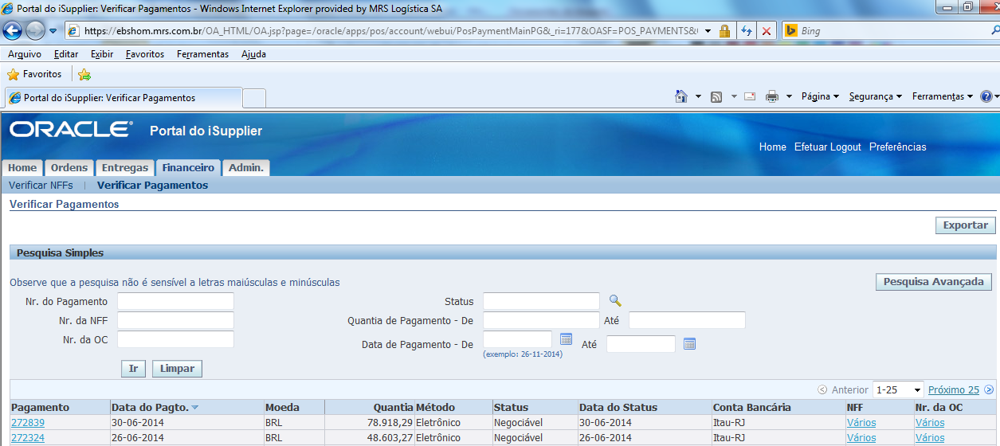 Portal do iSupplier: Verificar Pagamentos - Windows Internet Explorer provided by MRS Logística SA
https://ebshom.mrs.com.br/OA_HTML/OA.jsp?page=/oracle/apps/pos/account/webui/PosPaymentMainPG&_ri=177&OASF=POS_PAYMENTS& Bing
Arquivo Editar Exibir Favoritos Ferramentas Ajuda
Favoritos
Portal do iSupplier: Verificar Pagamentos Página Segurança Ferramentas
ORACLE® Portal do iSupplier
Home Efetuar Logout Preferências
Home Ordens Entregas Financeiro Admin.
Verificar NFFs | Verificar Pagamentos
Verificar Pagamentos
Exportar
Pesquisa Simples
Observe que a pesquisa não é sensível a letras maiúsculas e minúsculas
Pesquisa Avançada
Nr. do Pagamento Status
Nr. da NFF Quantia de Pagamento - De Até
Nr. da OC Data de Pagamento - De Até
(exemplo: 26-11-2014)
Ir Limpar
Anterior 1-25 Próximo 25
Pagamento Data do Pagto. Moeda Quantia Método Status Data do Status Conta Bancária NFF Nr. da OC
272839 30-06-2014 BRL 78.918,29 Eletrônico Negociável 30-06-2014 Itau-RJ Vários Vários
272324 26-06-2014 BRL 48.603,27 Eletrônico Negociável 26-06-2014 Itau-RJ Vários Vários